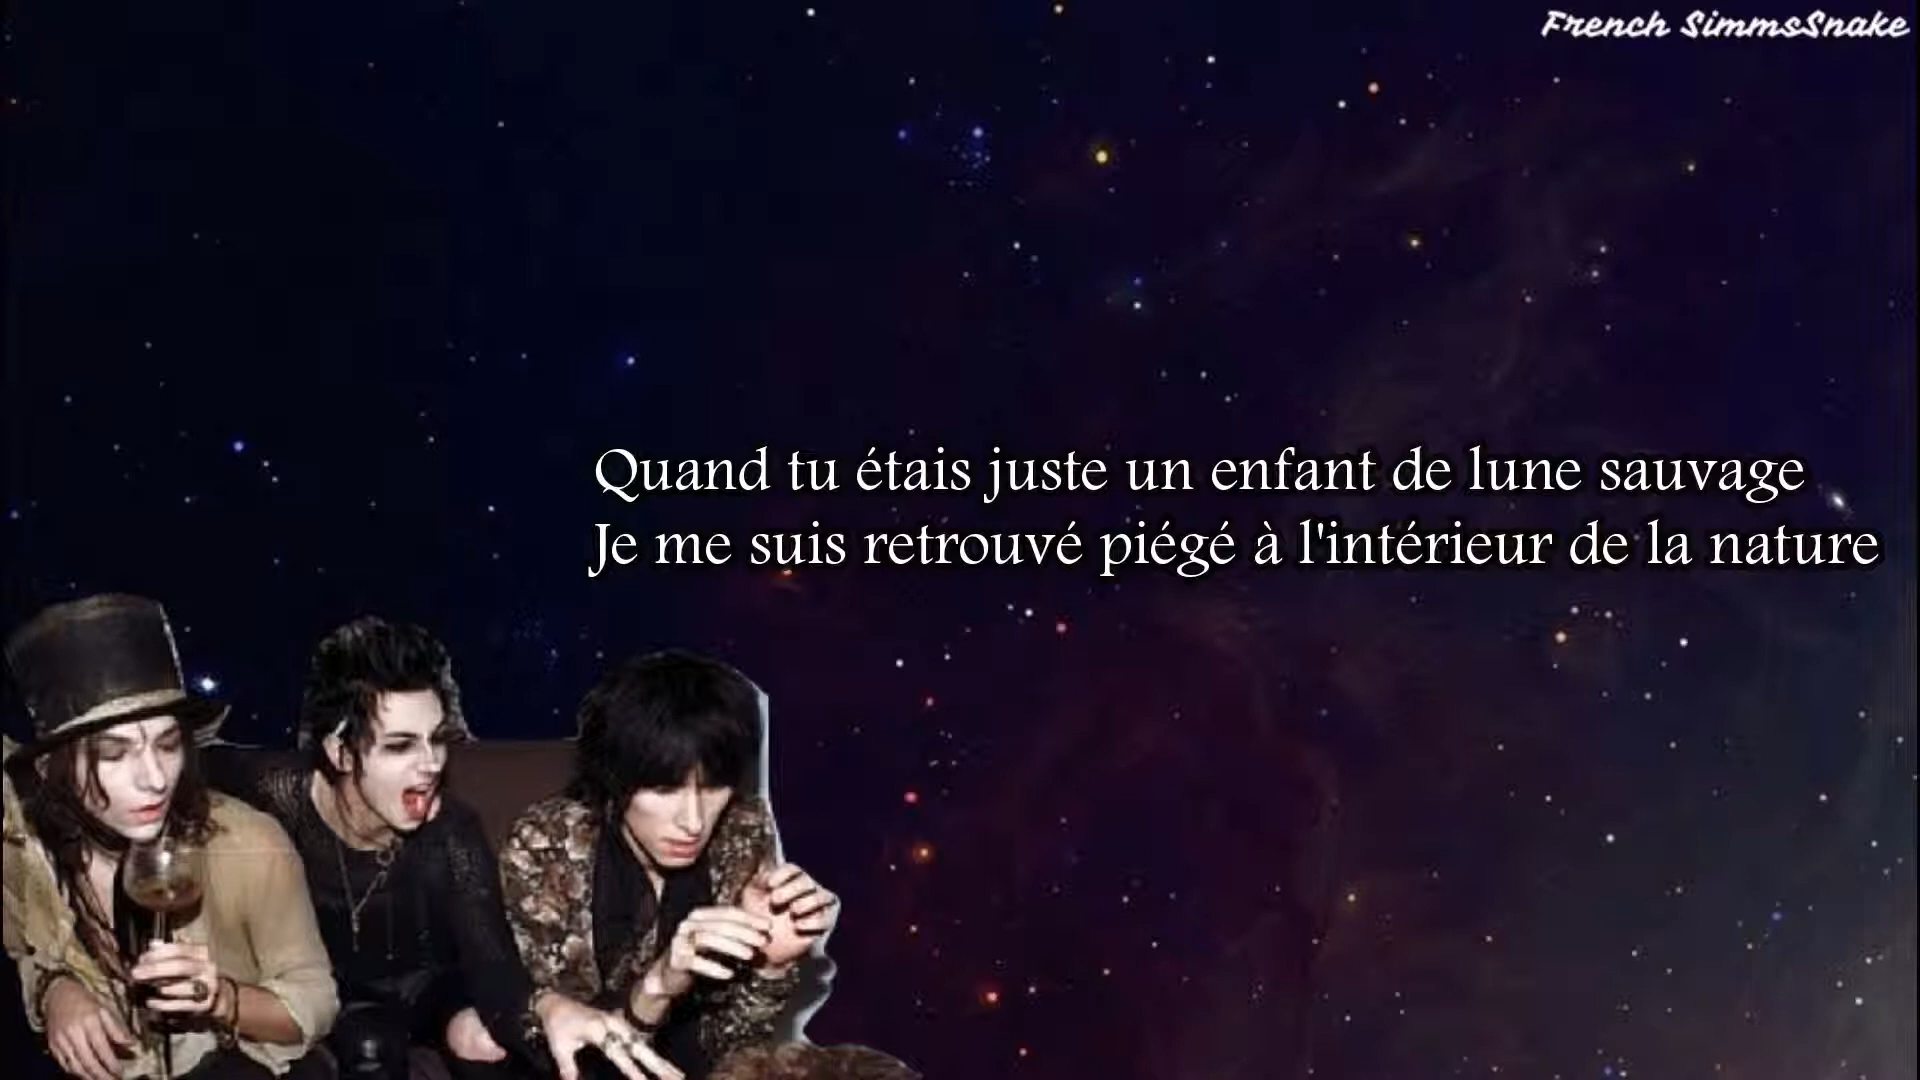 French SimmsSnake
Quand tu étais juste un enfant de lune sauvage
Je me suis retrouvé piégé à l'intérieur de la nature